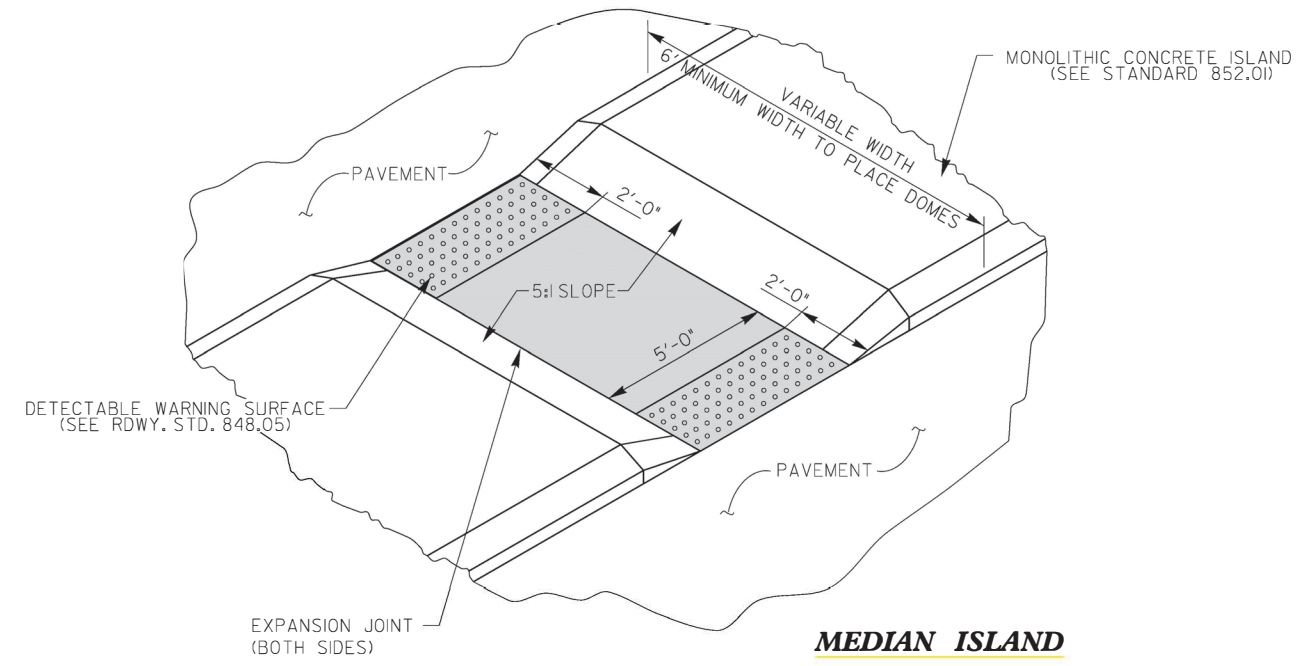 MONOLITHIC CONCRETE ISLAND
(SEE STANDARD 852.01)
VARIABLE WIDTH
6' MINIMUM WIDTH TO PLACE DOMES
PAVEMENT
2'-0"
5:1 SLOPE
2'-0"
5'-0"
DETECTABLE WARNING SURFACE
(SEE RDWY. STD. 848.05)
PAVEMENT
EXPANSION JOINT
(BOTH SIDES)
MEDIAN ISLAND